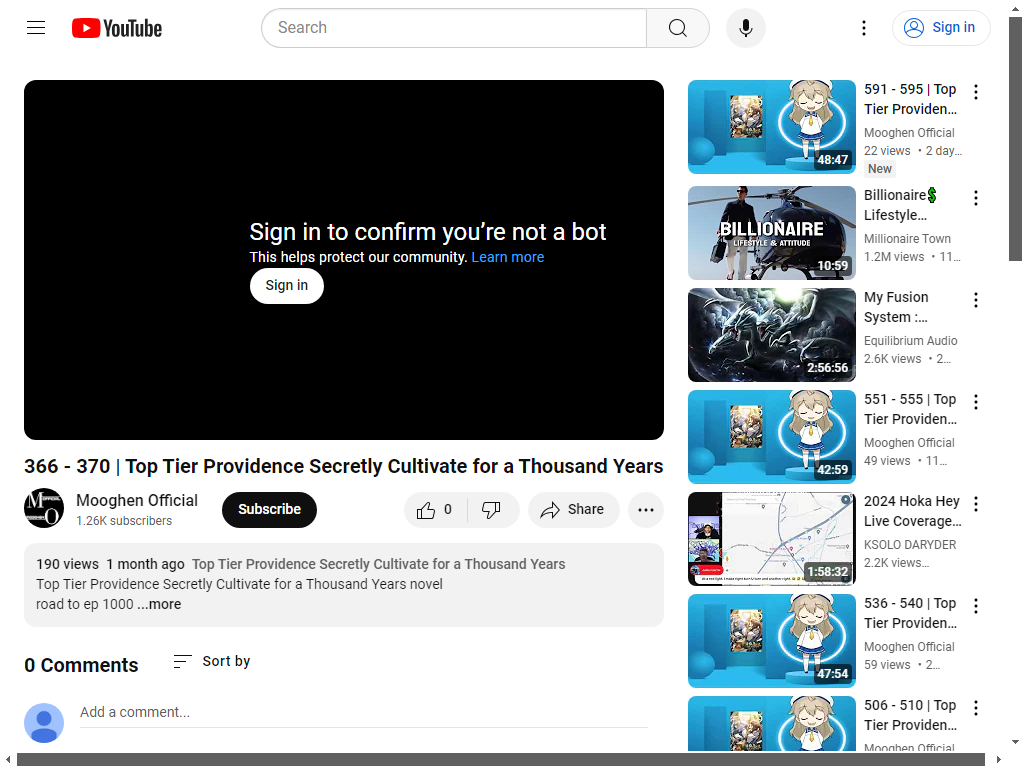 YouTube
Search
Sign in
Sign in to confirm you’re not a bot
This helps protect our community. Learn more
Sign in
366 - 370 | Top Tier Providence Secretly Cultivate for a Thousand Years
Mooghen Official
1.26K subscribers
Subscribe
0
Share
190 views 1 month ago Top Tier Providence Secretly Cultivate for a Thousand Years
Top Tier Providence Secretly Cultivate for a Thousand Years novel
road to ep 1000 ...more
0 Comments
Sort by
Add a comment...
48:47
591 - 595 | Top
Tier Providen...
Mooghen Official
22 views • 2 day...
New
BILLIONAIRE
LIFESTYLE & ATTITUDE
10:59
Billionaire💲
Lifestyle...
Millionaire Town
1.2M views • 11...
2:56:56
My Fusion
System :...
Equilibrium Audio
2.6K views • 2...
42:59
551 - 555 | Top
Tier Providen...
Mooghen Official
49 views • 11...
1:58:32
2024 Hoka Hey
Live Coverage...
KSOLO DARYDER
2.2K views...
47:54
536 - 540 | Top
Tier Providen...
Mooghen Official
59 views • 2...
506 - 510 | Top
Tier Providen...
Mooghen Official